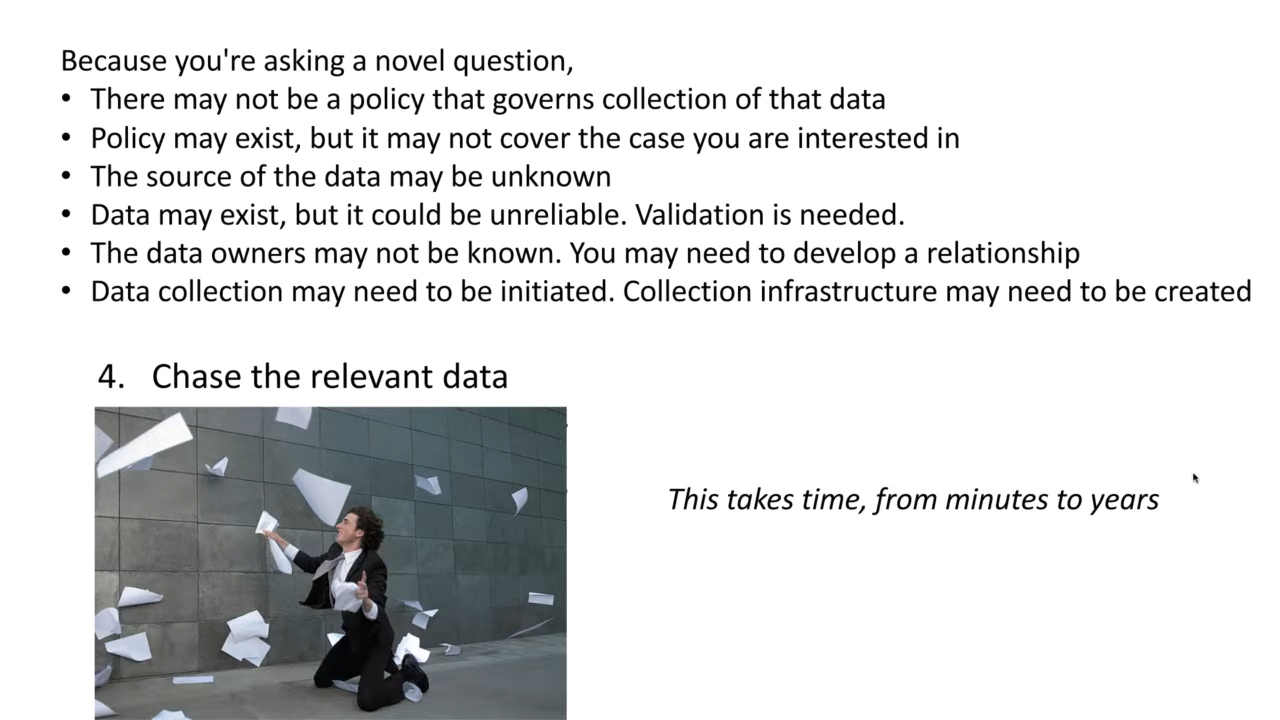 Because you're asking a novel question,
• There may not be a policy that governs collection of that data
• Policy may exist, but it may not cover the case you are interested in
• The source of the data may be unknown
• Data may exist, but it could be unreliable. Validation is needed.
• The data owners may not be known. You may need to develop a relationship
• Data collection may need to be initiated. Collection infrastructure may need to be created
4. Chase the relevant data
This takes time, from minutes to years